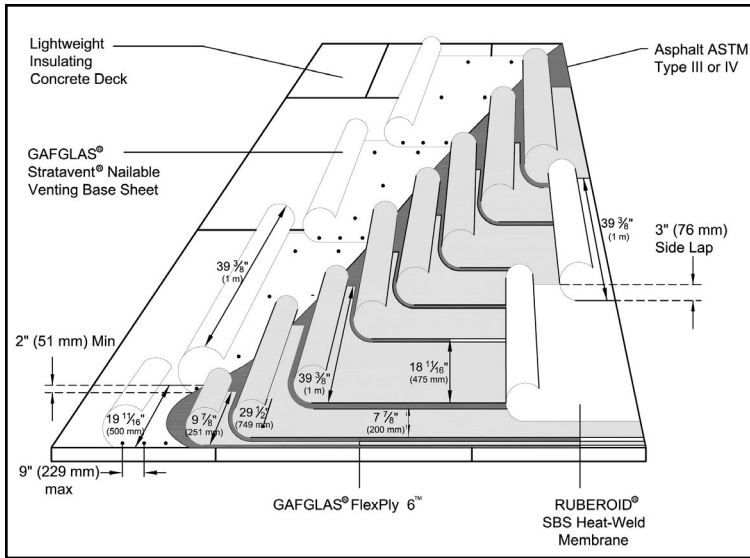 Lightweight
Insulating
Concrete Deck
Asphalt ASTM
Type III or IV
GAFGLAS®
Stratavent® Nailable
Venting Base Sheet
39 3/8"
(1 m)
3" (76 mm)
Side Lap
39 3/8"
(1 m)
2" (51 mm) Min
18 11/16"
(475 mm)
39 3/8"
(1 m)
19 11/16"
(500 mm)
9 7/8"
(251 mm)
29 1/2"
(749 mm)
7 7/8"
(200 mm)
9" (229 mm)
max
GAFGLAS® FlexPly 6™
RUBEROID®
SBS Heat-Weld
Membrane